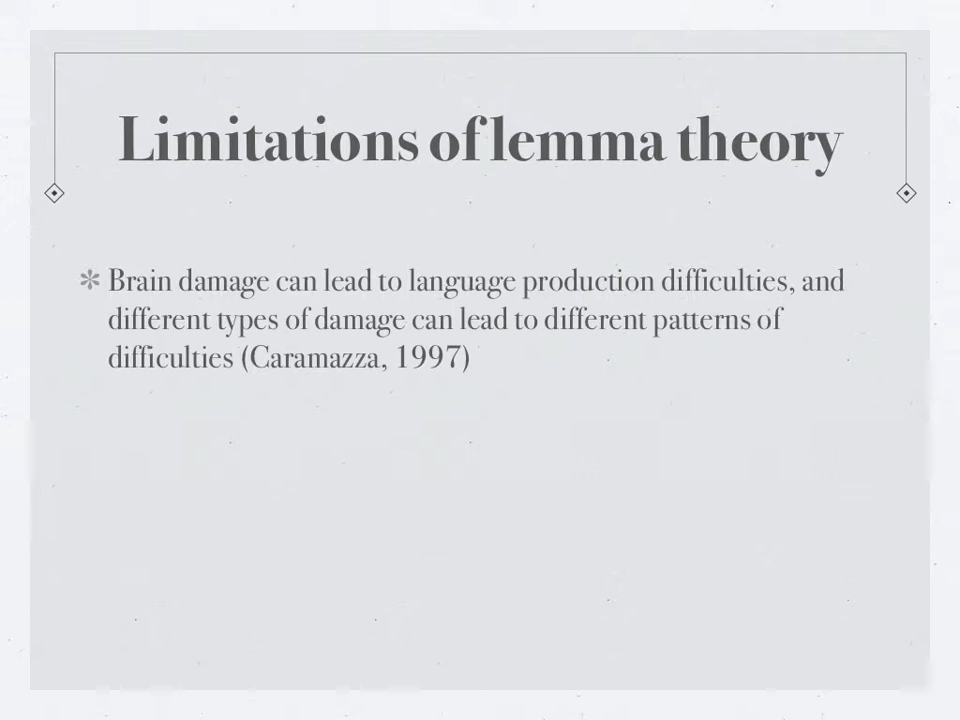 Limitations of lemma theory
Brain damage can lead to language production difficulties, and
different types of damage can lead to different patterns of
difficulties (Caramazza, 1997)